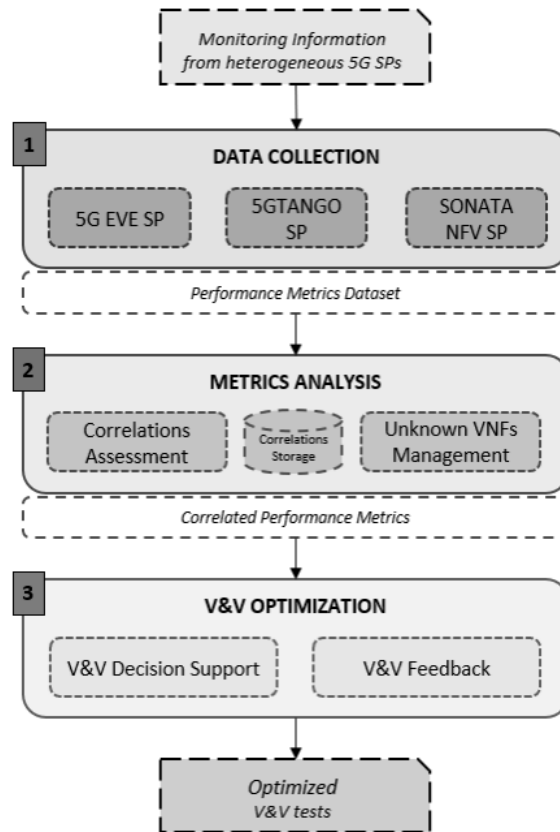 Monitoring Information
from heterogeneous 5G SPs
1
DATA COLLECTION
5G EVE SP
5GTANGO
SP
SONATA
NFV SP
Performance Metrics Dataset
2
METRICS ANALYSIS
Correlations
Assessment
Correlations
Storage
Unknown VNFs
Management
Correlated Performance Metrics
3
V&V OPTIMIZATION
V&V Decision Support
V&V Feedback
Optimized
V&V tests